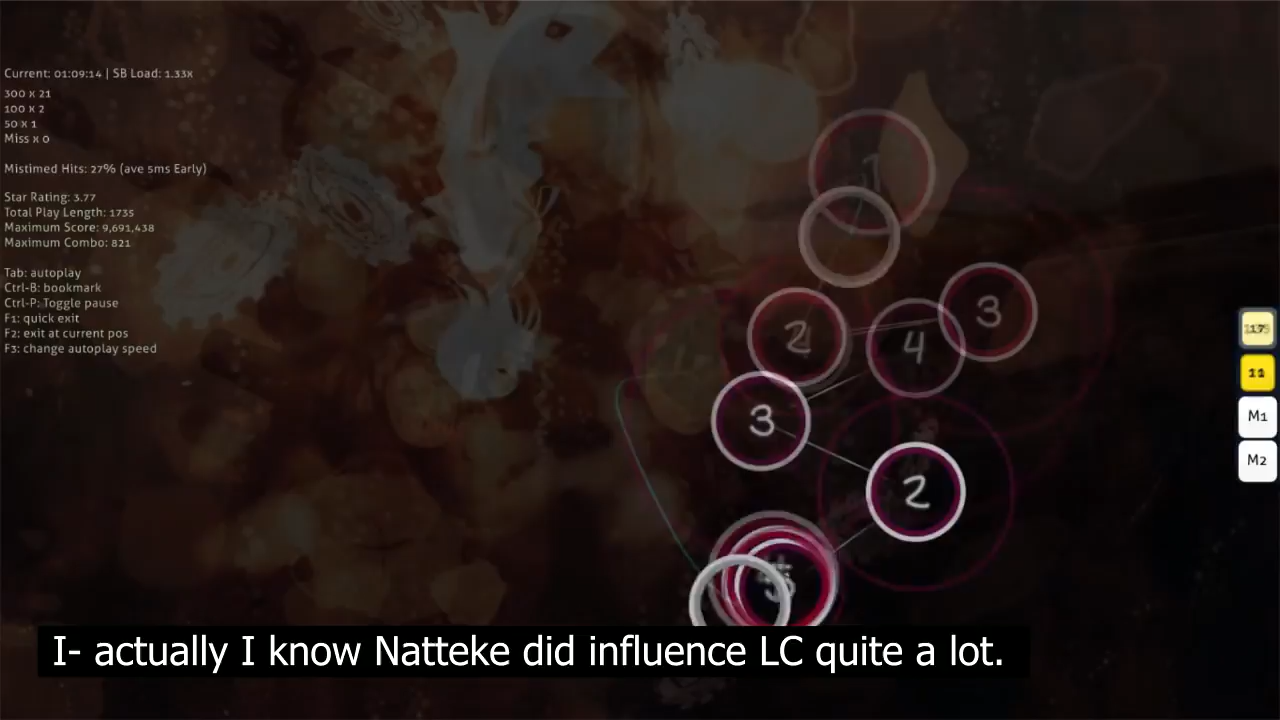 Current: 01:09:14 | SB Load: 1.33x
300 x 21
100 x 2
50 x 1
Miss x 0
Mistimed Hits: 27% (ave 5ms Early)
Star Rating: 3.77
Total Play Length: 1735
Maximum Score: 9,691,438
Maximum Combo: 821
Tab: autoplay
Ctrl-B: bookmark
Ctrl-P: Toggle pause
F1: quick exit
F2: exit at current pos
F3: change autoplay speed
1
2
4
3
3
2
11
M1
M2
I- actually I know Natteke did influence LC quite a lot.